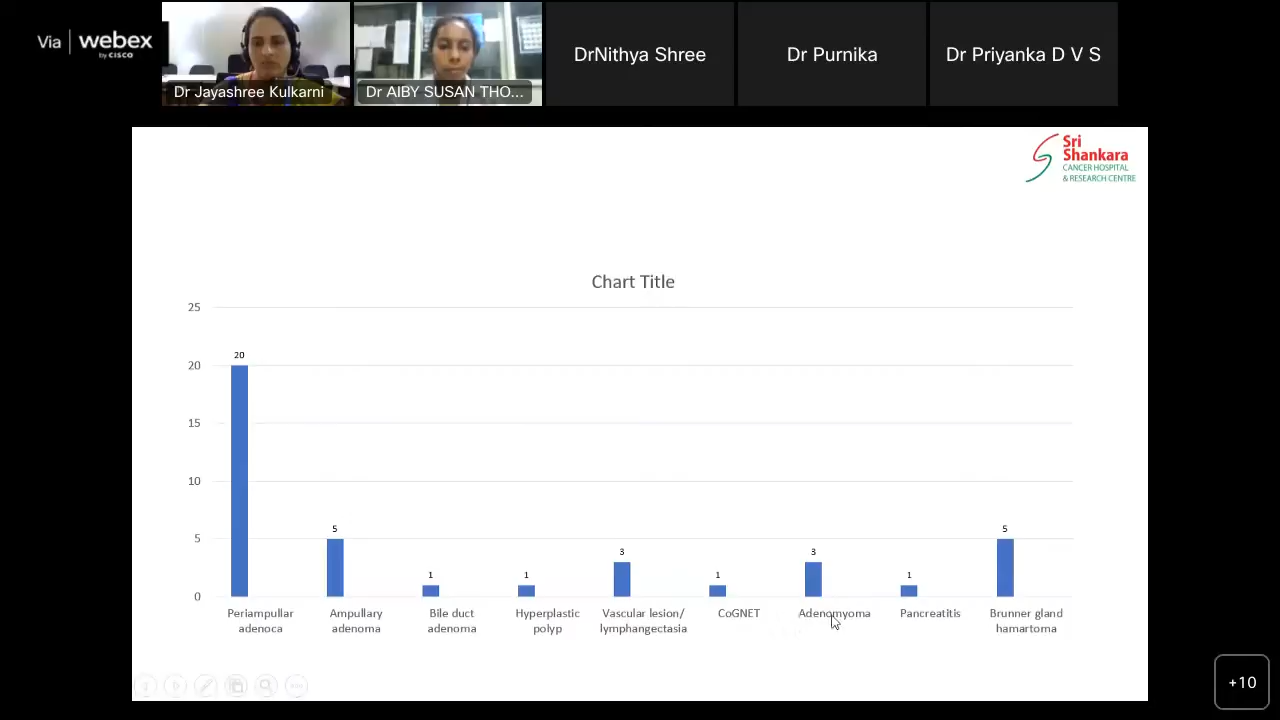 Via webex
by CISCO
Dr Jayashree Kulkarni
Dr AIBY SUSAN THO...
DrNithya Shree
Dr Purnika
Dr Priyanka D V S
Sri
Shankara
CANCER HOSPITAL
& RESEARCH CENTRE
Chart Title
25
20
15
10
5
0
20
5
1
1
3
1
3
1
5
Periampullar
adenoca
Ampullary
adenoma
Bile duct
adenoma
Hyperplastic
polyp
Vascular lesion/
lymphangectasia
CoGNET
Adenomyoma
Pancreatitis
Brunner gland
hamartoma
+10